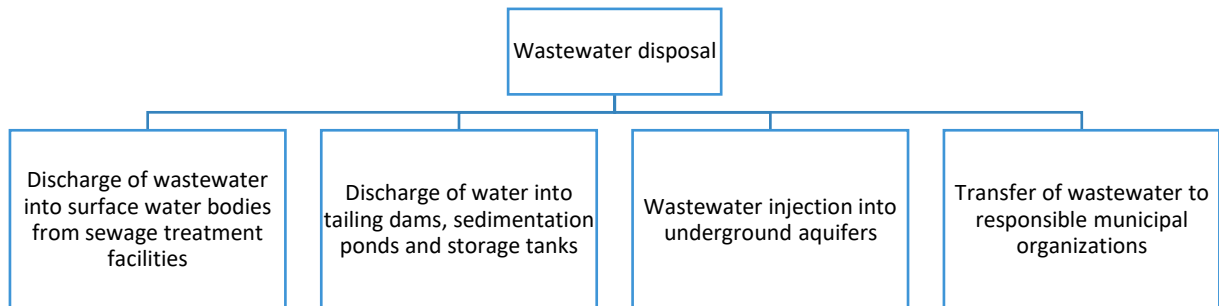 Wastewater disposal
Discharge of wastewater
into surface water bodies
from sewage treatment
facilities
Discharge of water into
tailing dams, sedimentation
ponds and storage tanks
Wastewater injection into
underground aquifers
Transfer of wastewater to
responsible municipal
organizations